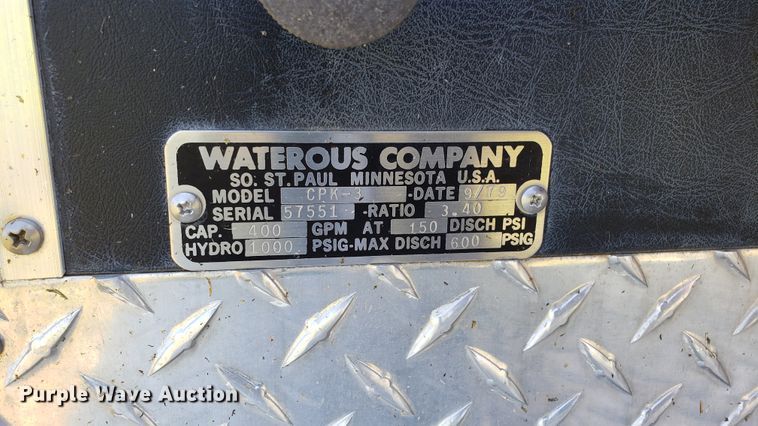 WATEROUS COMPANY
SO. ST. PAUL MINNESOTA U.S.A.
MODEL CPK-3 -DATE 9/79
SERIAL 57551 -RATIO 3.40
CAP. 400 GPM AT 150 DISCH PSI
HYDRO 1000 PSIG-MAX DISCH 600 PSIG
Purple Wave Auction